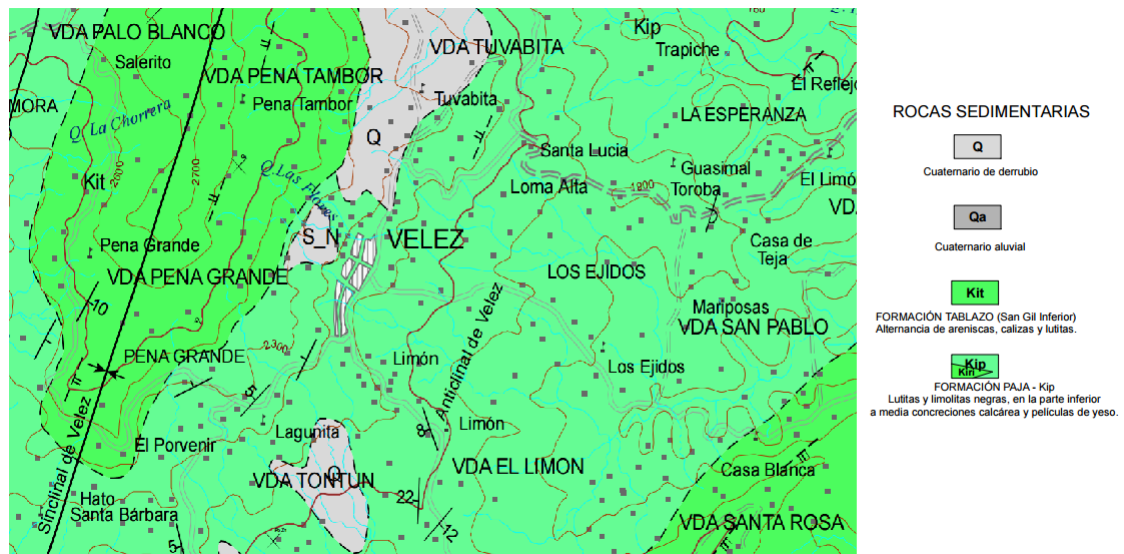 VDA PALO BLANCO
Salerito
VDA TUVABITA
Kip
Trapiche
VDA PENA TAMBOR
Pena Tambor
Tuvabita
El Reflejo
MORA
Q. La Chorrera
LA ESPERANZA
Q
Santa Lucia
2000
2700
Q. Las Flores
Guasimal
Kit
Loma Alta
1800
Toroba
El Limó
VDA
S_N
VELEZ
Pena Grande
Casa de
Teja
VDA PENA GRANDE
LOS EJIDOS
10
Mariposas
VDA SAN PABLO
PENA GRANDE
2300
Limón
Los Ejidos
Anticlinal de Velez
5
8
Limón
El Porvenir
Lagunita
Sinclinal de Velez
Q
VDA TONTUN
VDA EL LIMON
Casa Blanca
Hato
Santa Bárbara
22
12
VDA SANTA ROSA
5
ROCAS SEDIMENTARIAS
Q
Cuaternario de derrubio
Qa
Cuaternario aluvial
Kit
FORMACIÓN TABLAZO (San Gil Inferior)
Alternancia de areniscas, calizas y lutitas.
Kip
FORMACIÓN PAJA - Kip
Lutitas y limolitas negras, en la parte inferior
a media concreciones calcárea y películas de yeso.